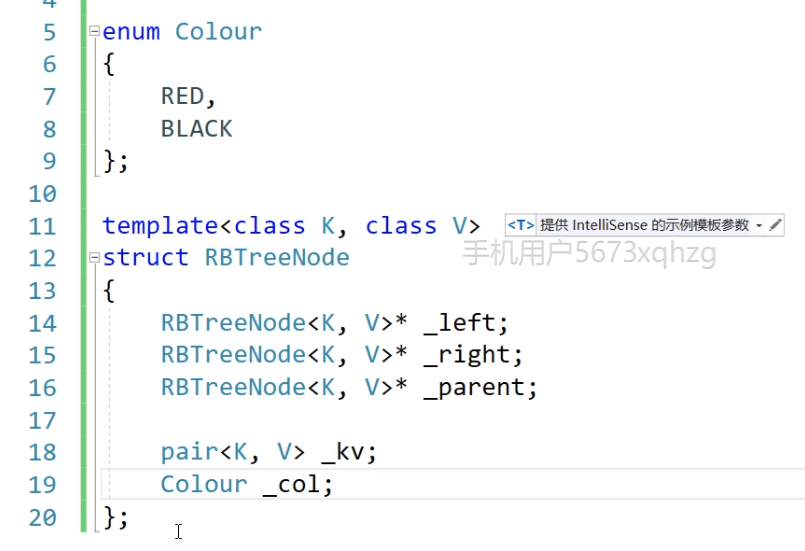 4
5 enum Colour
6 {
7 RED,
8 BLACK
9 };
10
11 template<class K, class V> <T> 提供 IntelliSense 的示例模板参数
手机用户5673xqhzg
12 struct RBTreeNode
13 {
14 RBTreeNode<K, V>* _left;
15 RBTreeNode<K, V>* _right;
16 RBTreeNode<K, V>* _parent;
17
18 pair<K, V> _kv;
19 Colour _col;
20 };